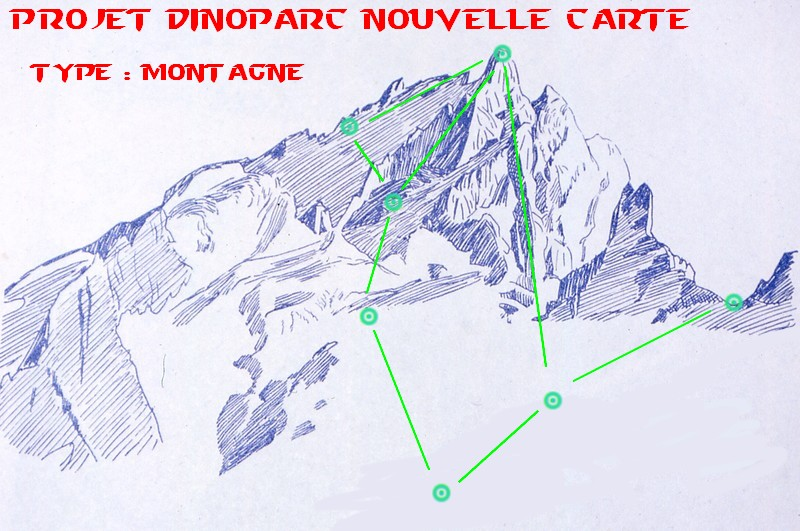 PROJET DINOPARC NOUVELLE CARTE
TYPE : MONTAGNE